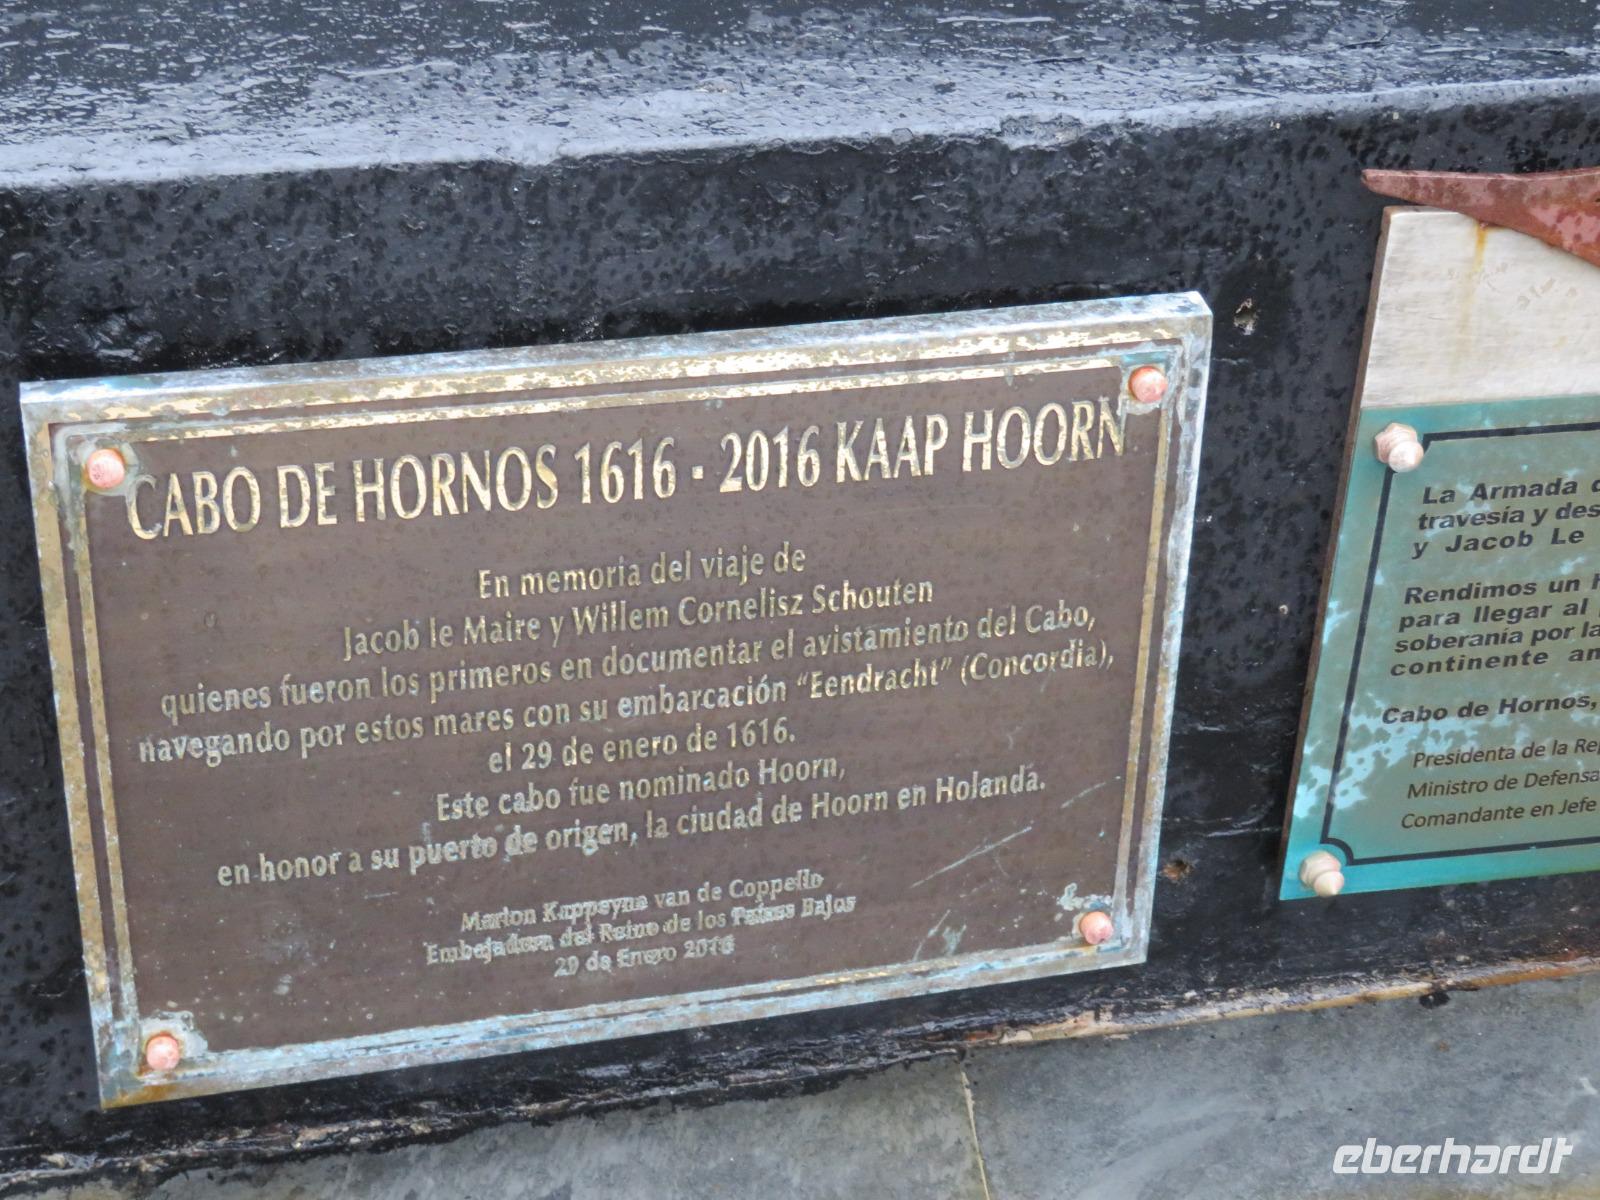 CABO DE HORNOS 1616 - 2016 KAAP HOORN
En memoria del viaje de
Jacob le Maire y Willem Cornelisz Schouten
quienes fueron los primeros en documentar el avistamiento del Cabo,
navegando por estos mares con su embarcación "Eendracht" (Concordia),
el 29 de enero de 1616.
Este cabo fue nominado Hoorn,
en honor a su puerto de origen, la ciudad de Hoorn en Holanda.
Marion Kappeyne van de Coppello
Embajadora del Reino de los Países Bajos
29 de Enero 2016
La Armada d
travesía y des
y Jacob Le
Rendimos un
para llegar al
soberanía por la
continente am
Cabo de Hornos,
Presidenta de la Rep
Ministro de Defensa
Comandante en Jefe
eberhardt